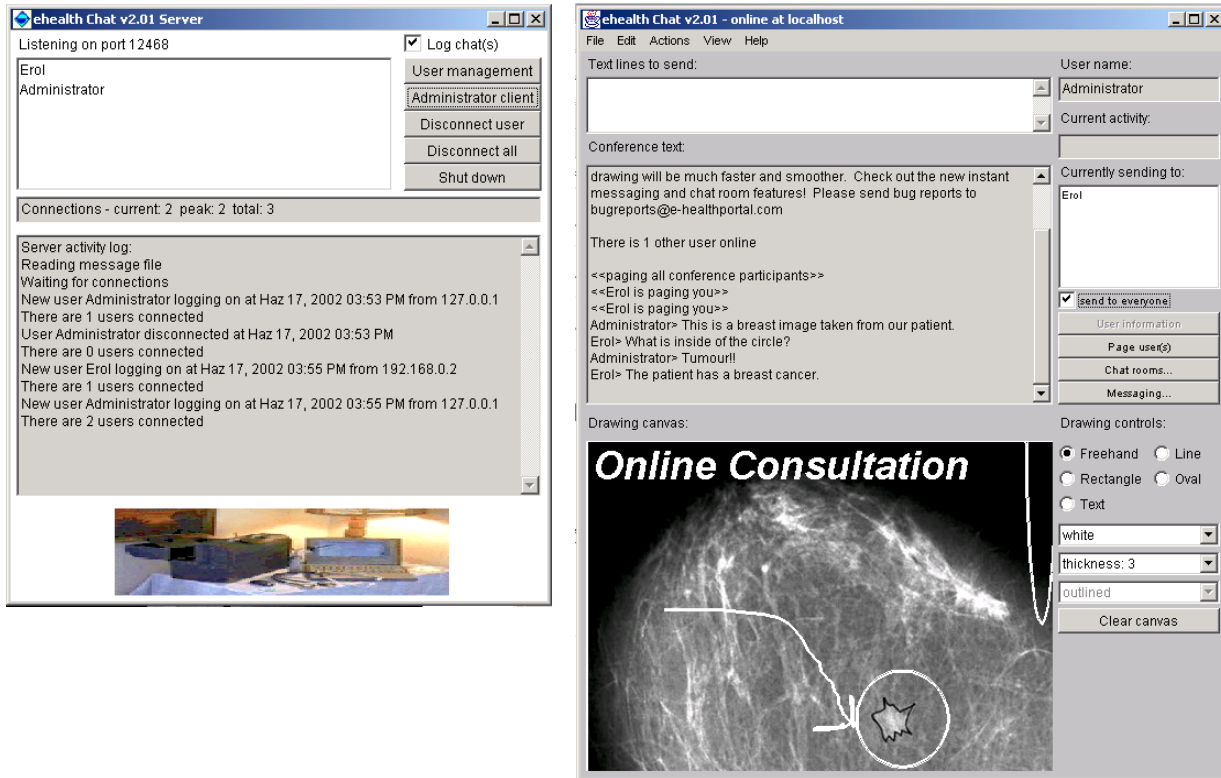 ehealth Chat v2.01 Server
Listening on port 12468
Log chat(s)
Erol
Administrator
User management
Administrator client
Disconnect user
Disconnect all
Shut down
Connections - current: 2 peak: 2 total: 3
Server activity log:
Reading message file
Waiting for connections
New user Administrator logging on at Haz 17, 2002 03:53 PM from 127.0.0.1
There are 1 users connected
User Administrator disconnected at Haz 17, 2002 03:53 PM
There are 0 users connected
New user Erol logging on at Haz 17, 2002 03:55 PM from 192.168.0.2
There are 1 users connected
New user Administrator logging on at Haz 17, 2002 03:55 PM from 127.0.0.1
There are 2 users connected
ehealth Chat v2.01 - online at localhost
File Edit Actions View Help
Text lines to send:
User name:
Administrator
Current activity:
Conference text:
drawing will be much faster and smoother. Check out the new instant
messaging and chat room features! Please send bug reports to
bugreports@e-healthportal.com
There is 1 other user online
<<paging all conference participants>>
<<Erol is paging you>>
<<Erol is paging you>>
Administrator> This is a breast image taken from our patient.
Erol> What is inside of the circle?
Administrator> Tumour!!
Erol> The patient has a breast cancer.
Currently sending to:
Erol
send to everyone
User information
Page user(s)
Chat rooms...
Messaging...
Drawing canvas:
Online Consultation
Drawing controls:
Freehand Line
Rectangle Oval
Text
white
thickness: 3
outlined
Clear canvas